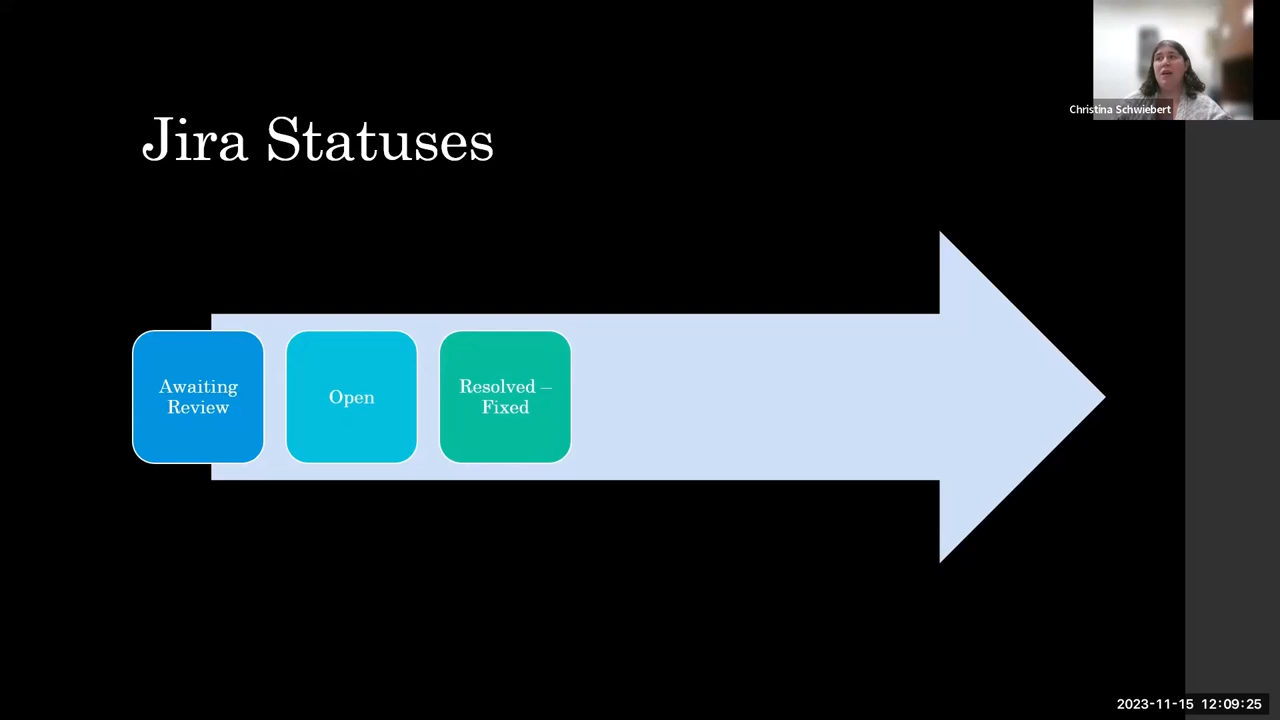 Christina Schwiebert
Jira Statuses
Awaiting
Review
Open
Resolved –
Fixed
2023-11-15 12:09:25